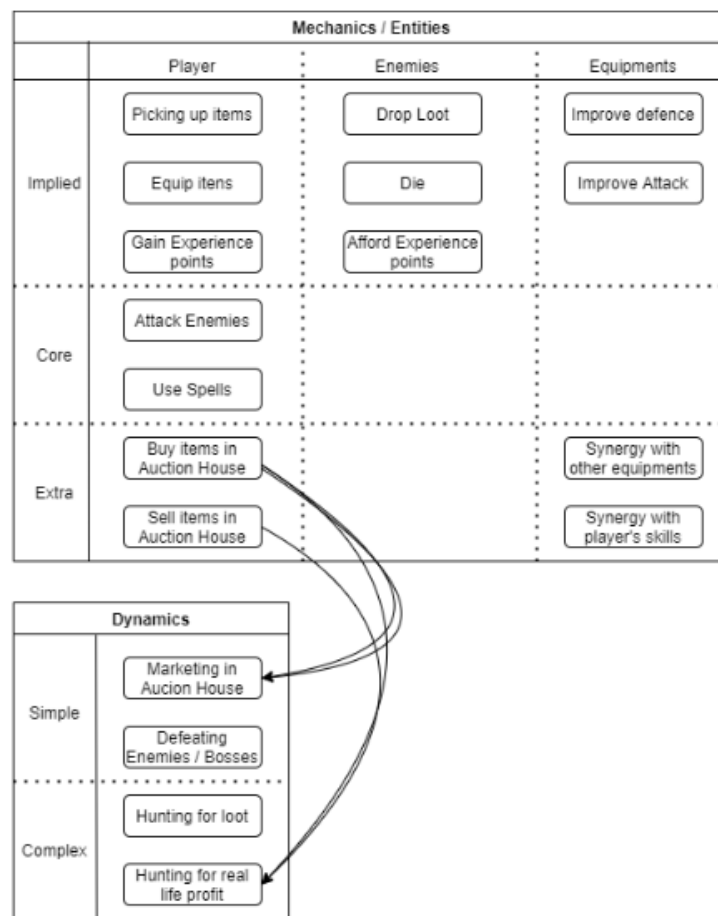 Mechanics / Entities
Player
Enemies
Equipments
Implied
Picking up items
Drop Loot
Improve defence
Equip itens
Die
Improve Attack
Gain Experience
points
Afford Experience
points
Core
Attack Enemies
Use Spells
Extra
Buy items in
Auction House
Synergy with
other equipments
Sell items in
Auction House
Synergy with
player's skills
Dynamics
Simple
Marketing in
Aucion House
Defeating
Enemies / Bosses
Complex
Hunting for loot
Hunting for real
life profit